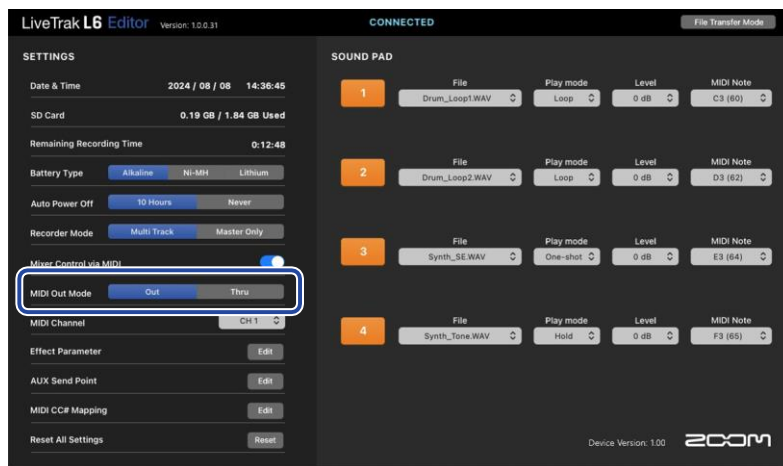 LiveTrak L6 Editor Version: 1.0.0.31 CONNECTED File Transfer Mode
SETTINGS
Date & Time 2024 / 08 / 08 14:36:45
SD Card 0.19 GB / 1.84 GB Used
Remaining Recording Time 0:12:48
Battery Type Alkaline Ni-MH Lithium
Auto Power Off 10 Hours Never
Recorder Mode Multi Track Master Only
Mixer Control via MIDI
MIDI Out Mode Out Thru
MIDI Channel CH 1
Effect Parameter Edit
AUX Send Point Edit
MIDI CC# Mapping Edit
Reset All Settings Reset
SOUND PAD
File Play mode Level MIDI Note
1 Drum_Loop1.WAV Loop 0 dB C3 (60)
File Play mode Level MIDI Note
2 Drum_Loop2.WAV Loop 0 dB D3 (62)
File Play mode Level MIDI Note
3 Synth_SE.WAV One-shot 0 dB E3 (64)
File Play mode Level MIDI Note
4 Synth_Tone.WAV Hold 0 dB F3 (65)
Device Version: 1.00 ZOOM